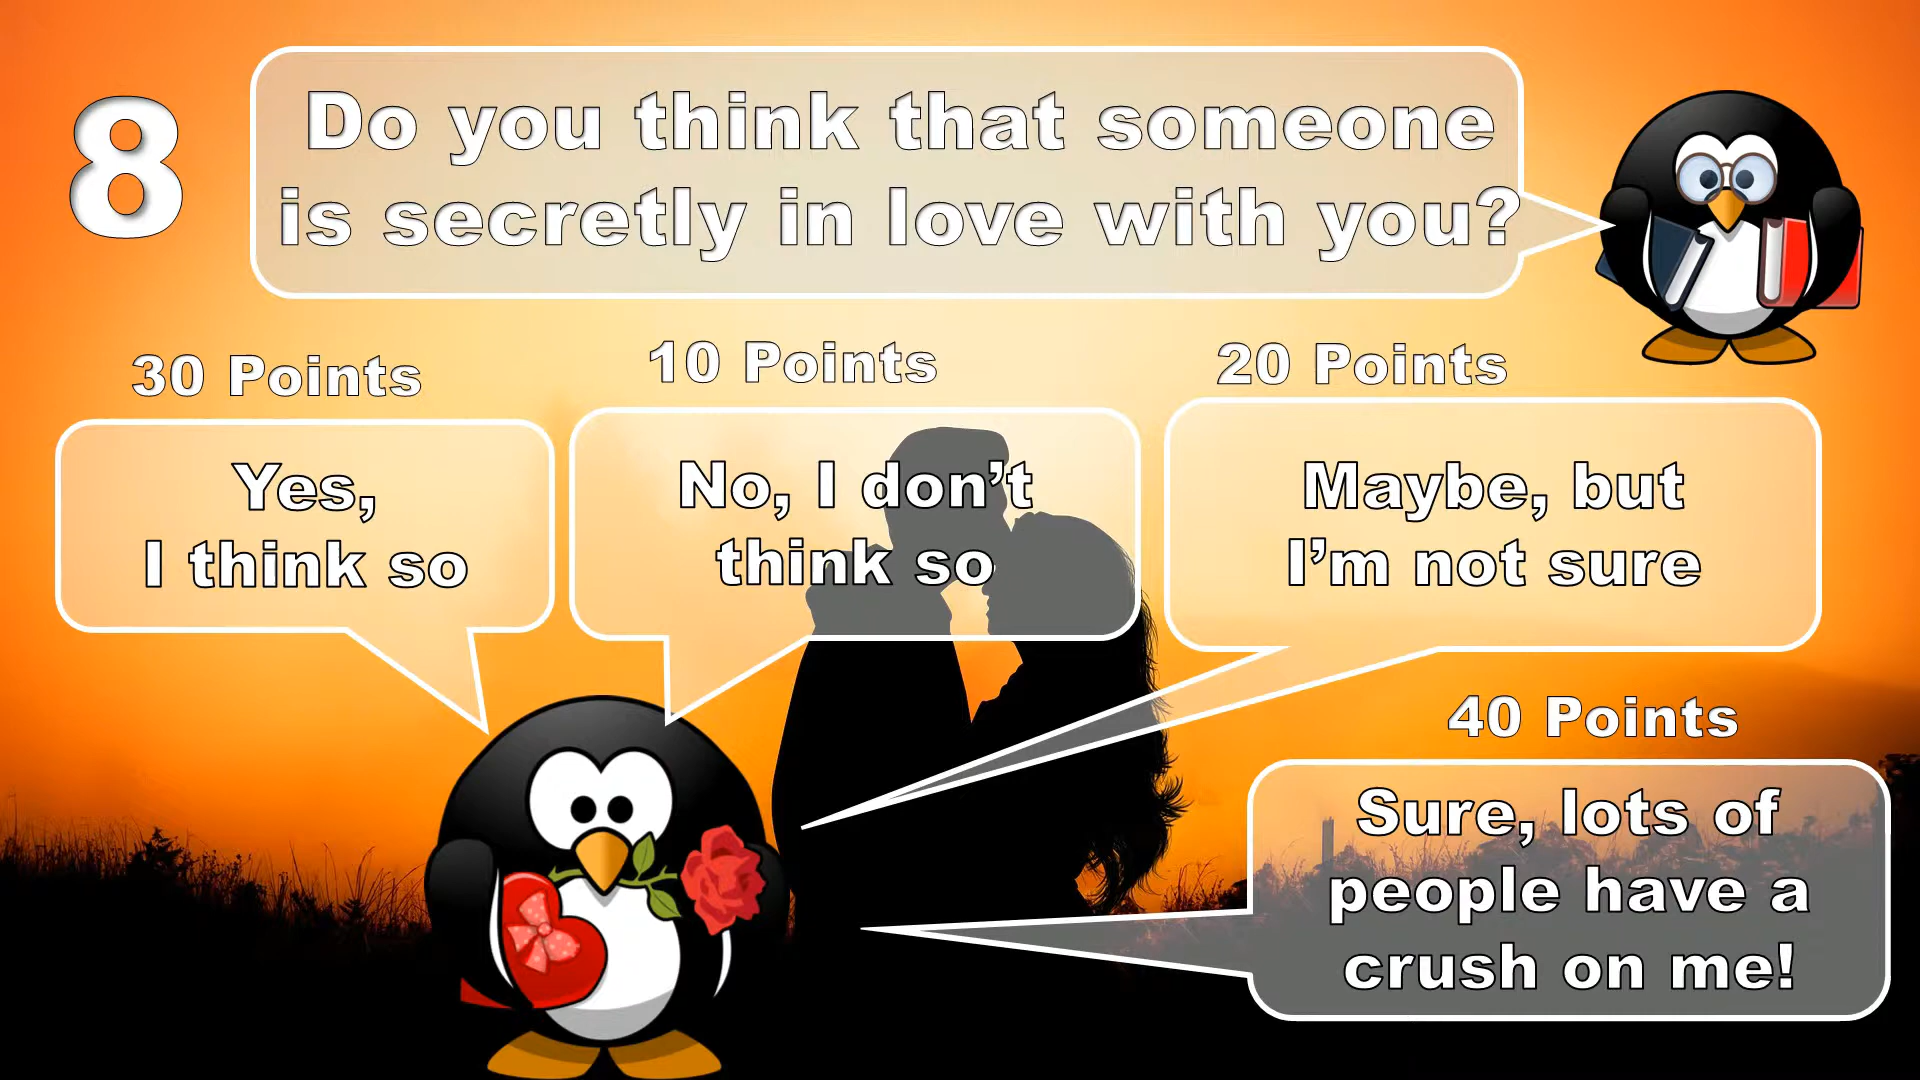 8
Do you think that someone
is secretly in love with you?
30 Points
10 Points
20 Points
Yes,
I think so
No, I don’t
think so
Maybe, but
I’m not sure
40 Points
Sure, lots of
people have a
crush on me!